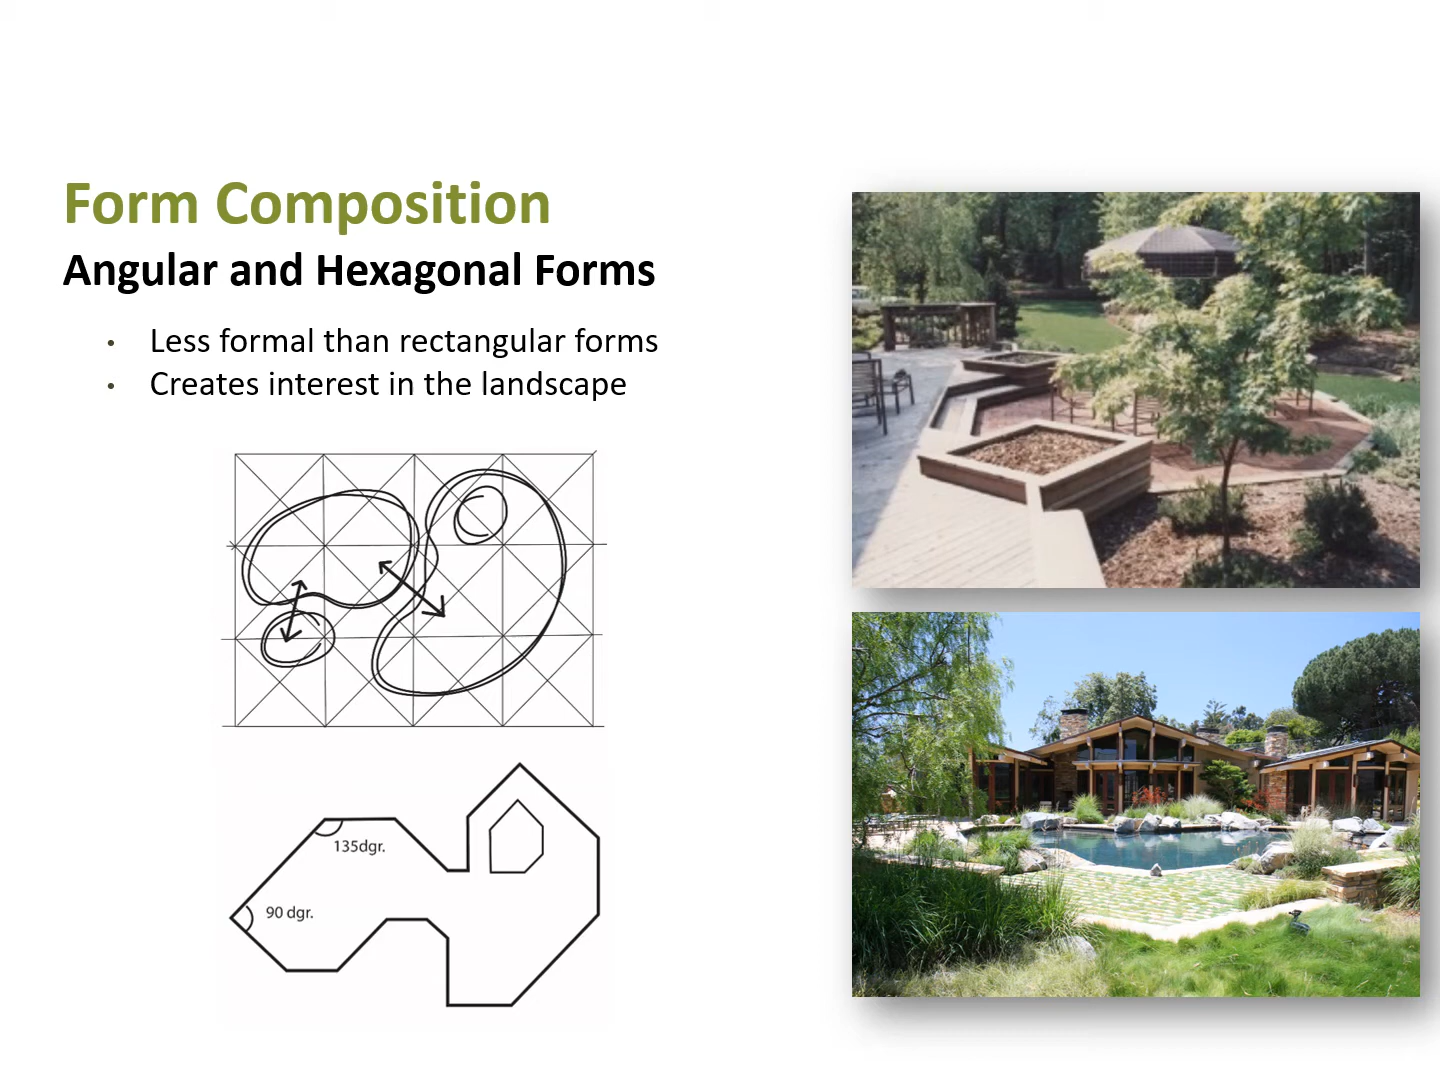 Form Composition
Angular and Hexagonal Forms
• Less formal than rectangular forms
• Creates interest in the landscape
135dgr.
90 dgr.